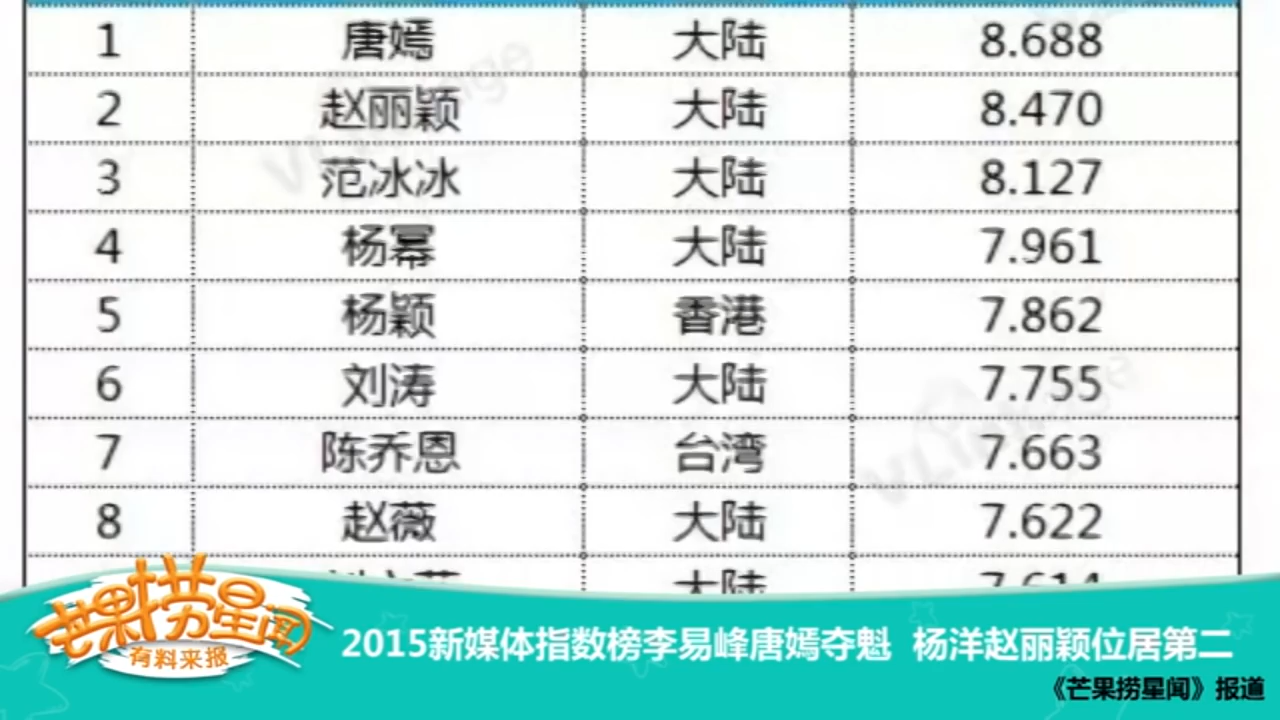 1 唐嫣 大陆 8.688
2 赵丽颖 大陆 8.470
3 范冰冰 大陆 8.127
4 杨幂 大陆 7.961
5 杨颖 香港 7.862
6 刘涛 大陆 7.755
7 陈乔恩 台湾 7.663
8 赵薇 大陆 7.622
大陆 7.614
芒果捞星闻
有料来报
2015新媒体指数榜李易峰唐嫣夺魁 杨洋赵丽颖位居第二
《芒果捞星闻》报道